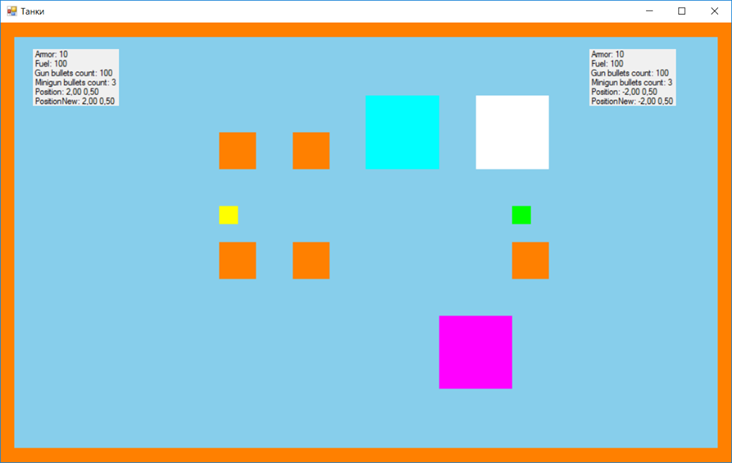 Танки
Armor: 10
Fuel: 100
Gun bullets count: 100
Minigun bullets count: 3
Position: 2,00 0,50
PositionNew: 2,00 0,50
Armor: 10
Fuel: 100
Gun bullets count: 100
Minigun bullets count: 3
Position: -2,00 0,50
PositionNew: -2,00 0,50